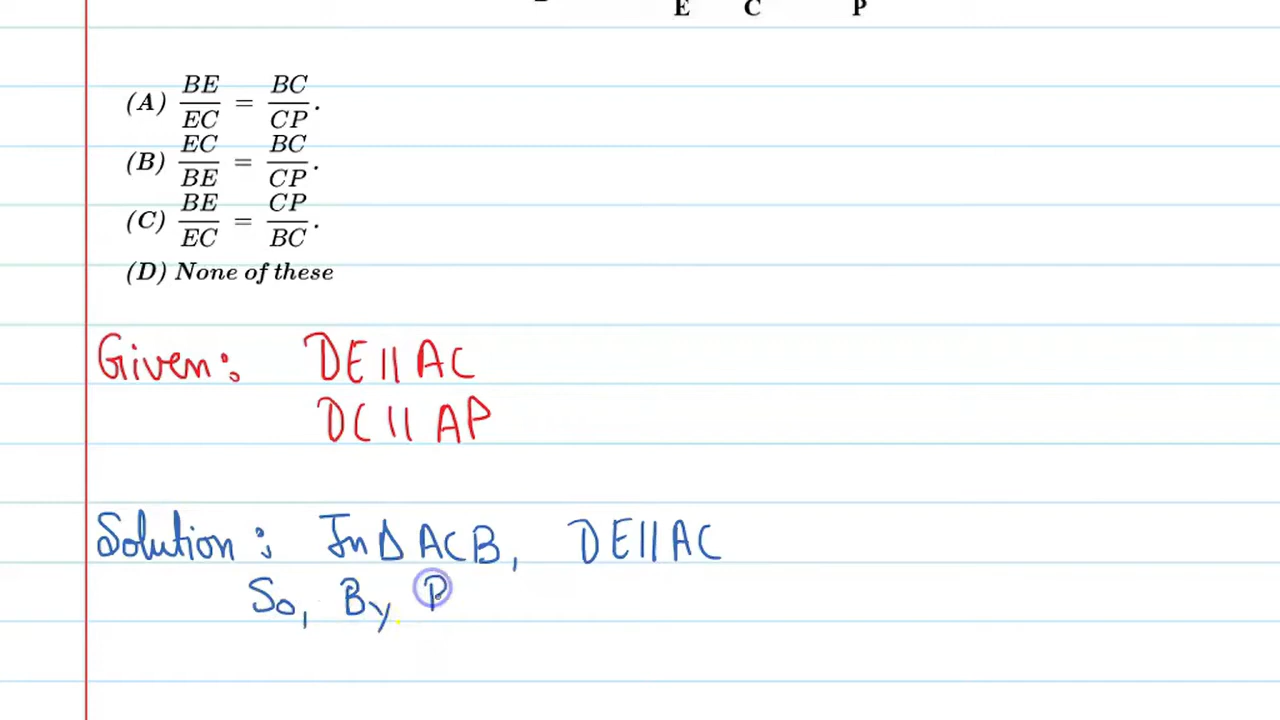 E C P
(A) BE/EC = BC/CP.
(B) EC/BE = BC/CP.
(C) BE/EC = CP/BC.
(D) None of these
Given: DE || AC
DC || AP
Solution: In Δ ACB, DE || AC
So, By P